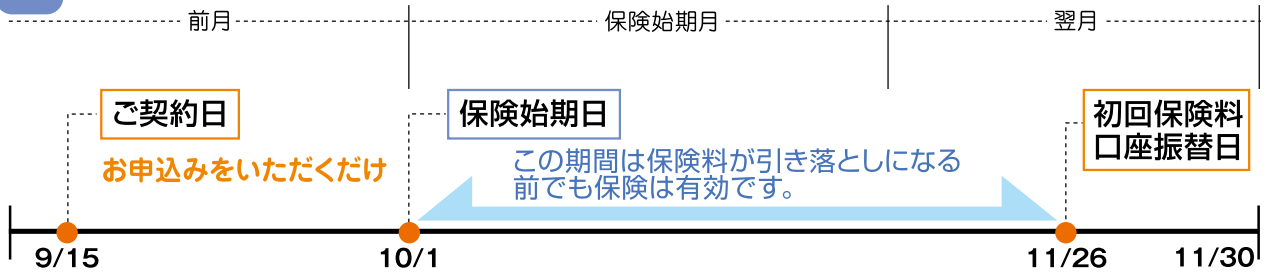 前月
保険始期月
翌月
ご契約日
保険始期日
初回保険料
口座振替日
お申込みをいただくだけ
この期間は保険料が引き落としになる
前でも保険は有効です。
9/15
10/1
11/26
11/30